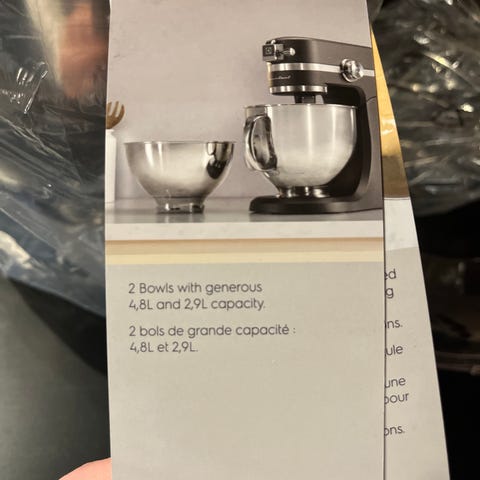 2 Bowls with generous
4,8L and 2,9L capacity.
2 bols de grande capacité :
4,8L et 2,9L.